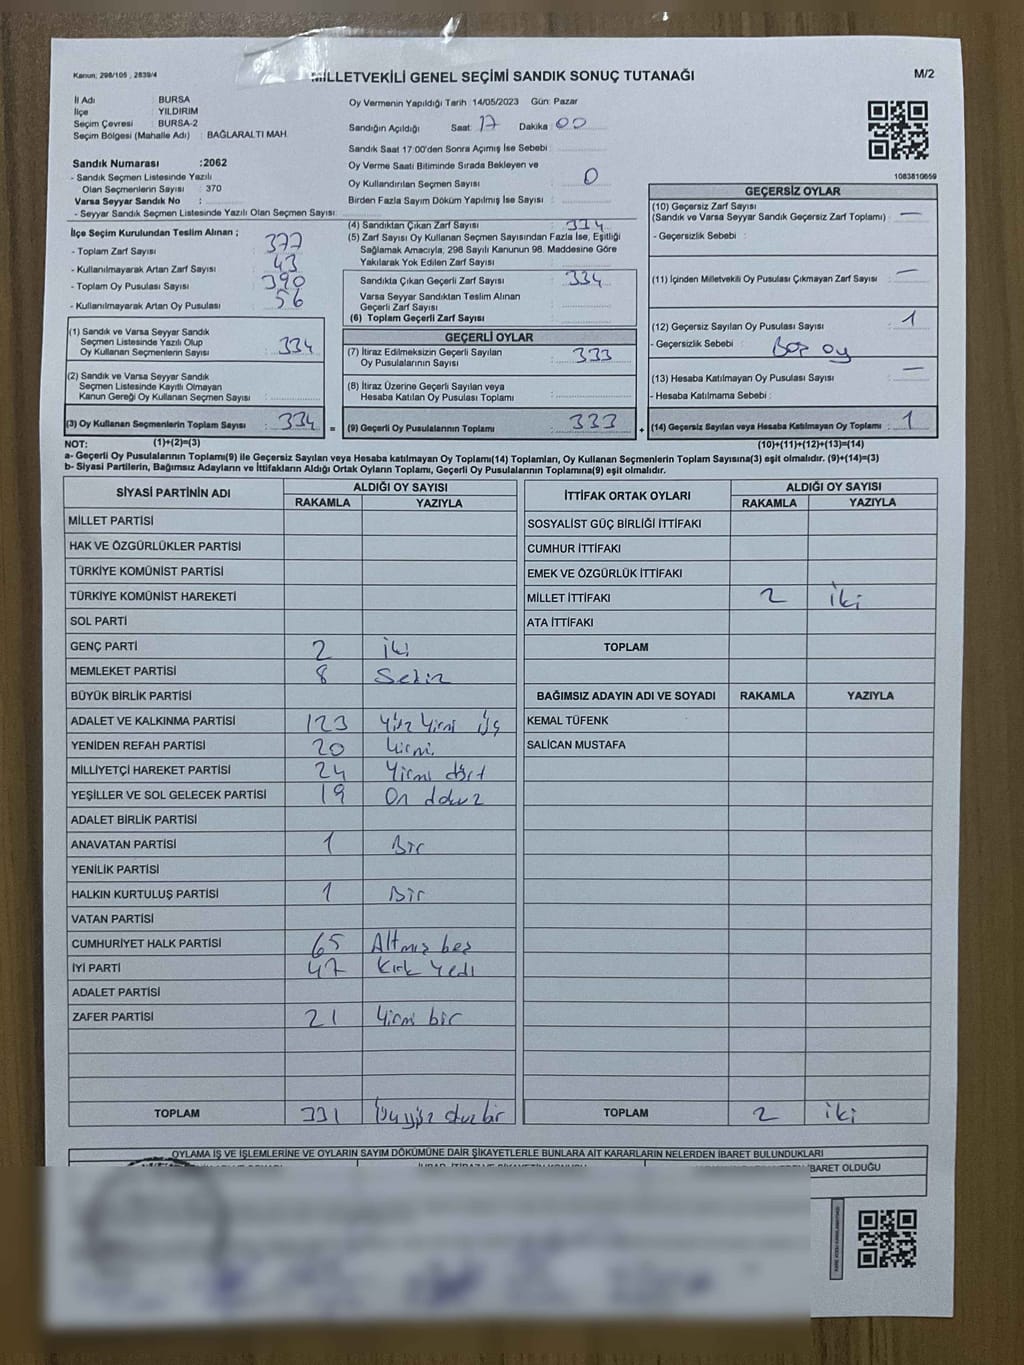 Kanun; 298/105 , 2839/4
MİLLETVEKİLİ GENEL SEÇİMİ SANDIK SONUÇ TUTANAĞI
M/2
İl Adı : BURSA
İlçe : YILDIRIM
Seçim Çevresi : BURSA-2
Seçim Bölgesi (Mahalle Adı) : BAĞLARALTI MAH.
Sandık Numarası :2062
- Sandık Seçmen Listesinde Yazılı
Olan Seçmenlerin Sayısı : 370
Varsa Seyyar Sandık No :
- Seyyar Sandık Seçmen Listesinde Yazılı Olan Seçmen Sayısı:
Oy Vermenin Yapıldığı Tarih :14/05/2023 Gün: Pazar
Sandığın Açıldığı Saat: 17 Dakika: 00
Sandık Saat 17:00'den Sonra Açımış İse Sebebi :
Oy Verme Saati Bitiminde Sırada Bekleyen ve
Oy Kullandırılan Seçmen Sayısı : 0
Birden Fazla Sayım Döküm Yapılmış İse Sayısı :
1083810659
İlçe Seçim Kurulundan Teslim Alınan ;
- Toplam Zarf Sayısı : 377
- Kullanılmayarak Artan Zarf Sayısı : 43
- Toplam Oy Pusulası Sayısı : 390
- Kullanılmayarak Artan Oy Pusulası : 56
(1) Sandık ve Varsa Seyyar Sandık
Seçmen Listesinde Yazılı Olup
Oy Kullanan Seçmenlerin Sayısı : 334
(2) Sandık ve Varsa Seyyar Sandık
Seçmen Listesinde Kayıtlı Olmayan
Kanun Gereği Oy Kullanan Seçmen Sayısı :
(3) Oy Kullanan Seçmenlerin Toplam Sayısı : 334 =
(4) Sandıktan Çıkan Zarf Sayısı : 334
(5) Zarf Sayısı Oy Kullanan Seçmen Sayısından Fazla İse, Eşitliği
Sağlamak Amacıyla, 298 Sayılı Kanunun 98. Maddesine Göre
Yakılarak Yok Edilen Zarf Sayısı :
Sandıkta Çıkan Geçerli Zarf Sayısı : 334
Varsa Seyyar Sandıktan Teslim Alınan
Geçerli Zarf Sayısı :
(6) Toplam Geçerli Zarf Sayısı :
GEÇERLİ OYLAR
(7) İtiraz Edilmeksizin Geçerli Sayılan
Oy Pusulalarının Sayısı : 333
(8) İtiraz Üzerine Geçerli Sayılan veya
Hesaba Katılan Oy Pusulası Toplamı :
(9) Geçerli Oy Pusulalarının Toplamı : 333 +
GEÇERSİZ OYLAR
(10) Geçersiz Zarf Sayısı
(Sandık ve Varsa Seyyar Sandık Geçersiz Zarf Toplamı) : —
- Geçersizlik Sebebi :
(11) İçinden Milletvekili Oy Pusulası Çıkmayan Zarf Sayısı : —
(12) Geçersiz Sayılan Oy Pusulası Sayısı : 1
- Geçersizlik Sebebi : Boş oy
(13) Hesaba Katılmayan Oy Pusulası Sayısı : —
- Hesaba Katılmama Sebebi :
(14) Geçersiz Sayılan veya Hesaba Katılmayan Oy Toplamı : 1
NOT: (1)+(2)=(3) (10)+(11)+(12)+(13)=(14)
a- Geçerli Oy Pusulalarının Toplamı(9) ile Geçersiz Sayılan veya Hesaba katılmayan Oy Toplamı(14) Toplamları, Oy Kullanan Seçmenlerin Toplam Sayısına(3) eşit olmalıdır. (9)+(14)=(3)
b- Siyasi Partilerin, Bağımsız Adayların ve İttifakların Aldığı Ortak Oyların Toplamı, Geçerli Oy Pusulalarının Toplamına(9) eşit olmalıdır.
SİYASİ PARTİNİN ADI ALDIĞI OY SAYISI
RAKAMLA YAZIYLA
MİLLET PARTİSİ
HAK VE ÖZGÜRLÜKLER PARTİSİ
TÜRKİYE KOMÜNİST PARTİSİ
TÜRKİYE KOMÜNİST HAREKETİ
SOL PARTİ
GENÇ PARTİ 2 iki
MEMLEKET PARTİSİ 8 Sekiz
BÜYÜK BİRLİK PARTİSİ
ADALET VE KALKINMA PARTİSİ 123 Yüz Yirmi Üç
YENİDEN REFAH PARTİSİ 20 Yirmi
MİLLİYETÇİ HAREKET PARTİSİ 24 Yirmi dört
YEŞİLLER VE SOL GELECEK PARTİSİ 19 On dokuz
ADALET BİRLİK PARTİSİ
ANAVATAN PARTİSİ 1 Bir
YENİLİK PARTİSİ
HALKIN KURTULUŞ PARTİSİ 1 Bir
VATAN PARTİSİ
CUMHURİYET HALK PARTİSİ 65 Altmış beş
İYİ PARTİ 47 Kırk Yedi
ADALET PARTİSİ
ZAFER PARTİSİ 21 Yirmi bir
TOPLAM 331 Üçyüz otuz bir
İTTİFAK ORTAK OYLARI ALDIĞI OY SAYISI
RAKAMLA YAZIYLA
SOSYALİST GÜÇ BİRLİĞİ İTTİFAKI
CUMHUR İTTİFAKI
EMEK VE ÖZGÜRLÜK İTTİFAKI
MİLLET İTTİFAKI 2 iki
ATA İTTİFAKI
TOPLAM
BAĞIMSIZ ADAYIN ADI VE SOYADI RAKAMLA YAZIYLA
KEMAL TÜFENK
SALİCAN MUSTAFA
TOPLAM 2 iki
OYLAMA İŞ VE İŞLEMLERİNE VE OYLARIN SAYIM DÖKÜMÜNE DAİR ŞİKAYETLERLE BUNLARA AİT KARARLARIN NELERDEN İBARET BULUNDUKLARI
İBARET OLDUĞU